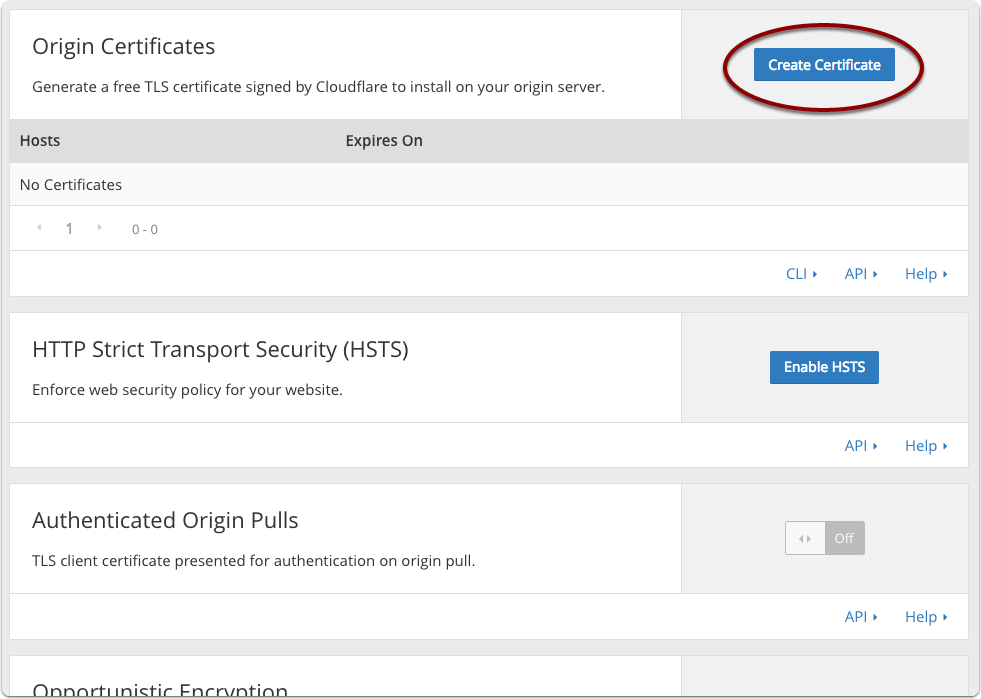 Origin Certificates
Create Certificate
Generate a free TLS certificate signed by Cloudflare to install on your origin server.
Hosts Expires On
No Certificates
1 0 - 0
CLI API Help
HTTP Strict Transport Security (HSTS)
Enable HSTS
Enforce web security policy for your website.
API Help
Authenticated Origin Pulls
Off
TLS client certificate presented for authentication on origin pull.
API Help
Opportunistic Encryption